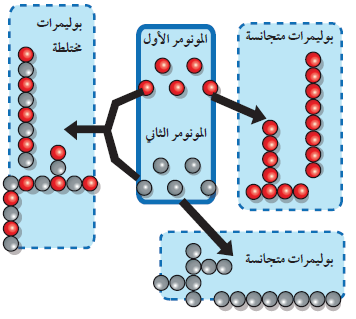 بوليمرات متجانسة
المونومر الأول
بوليمرات
مختلطة
المونومر الثاني
بوليمرات متجانسة